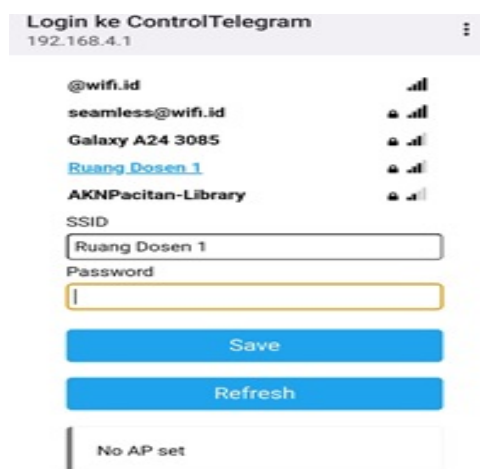 Login ke ControlTelegram
192.168.4.1
@wifi.id
seamless@wifi.id
Galaxy A24 3085
Ruang Dosen 1
AKNPacitan-Library
SSID
Ruang Dosen 1
Password
Save
Refresh
No AP set